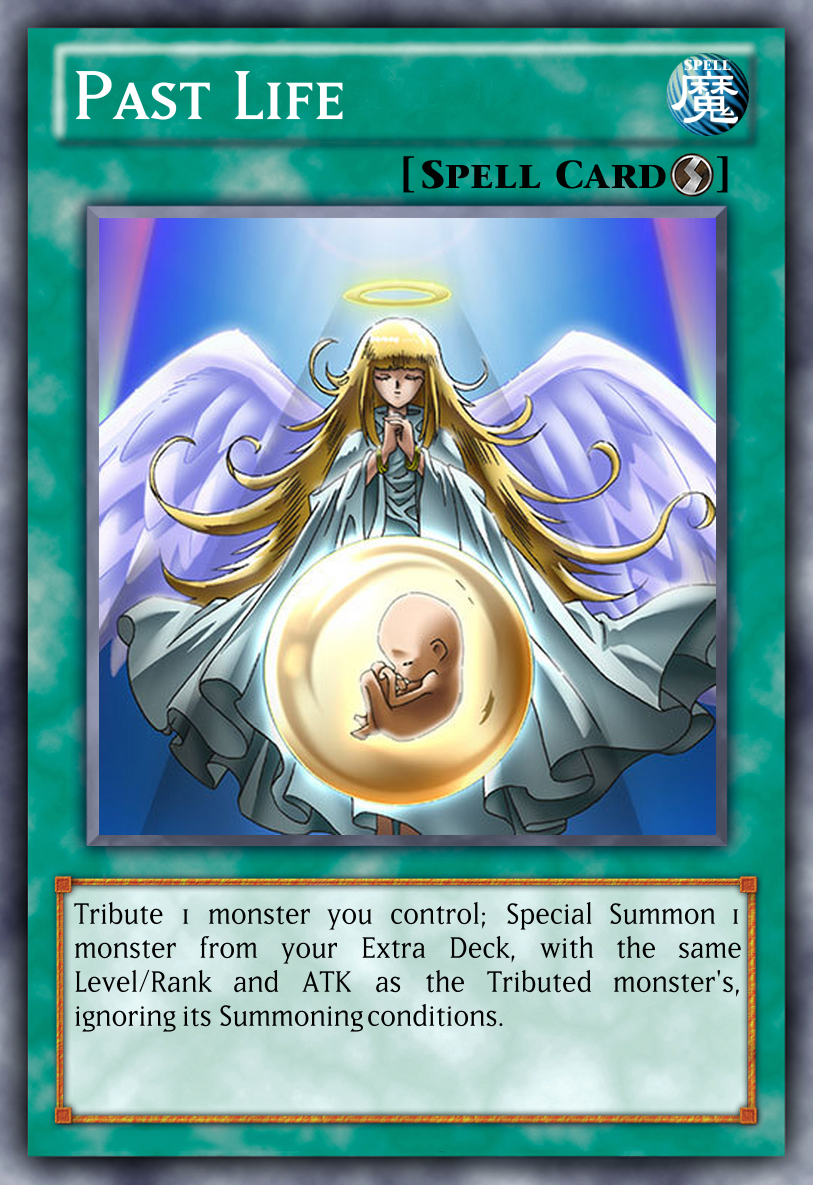 Past Life
SPELL
魔
[Spell Card]
Tribute 1 monster you control; Special Summon 1
monster from your Extra Deck, with the same
Level/Rank and ATK as the Tributed monster's,
ignoring its Summoning conditions.